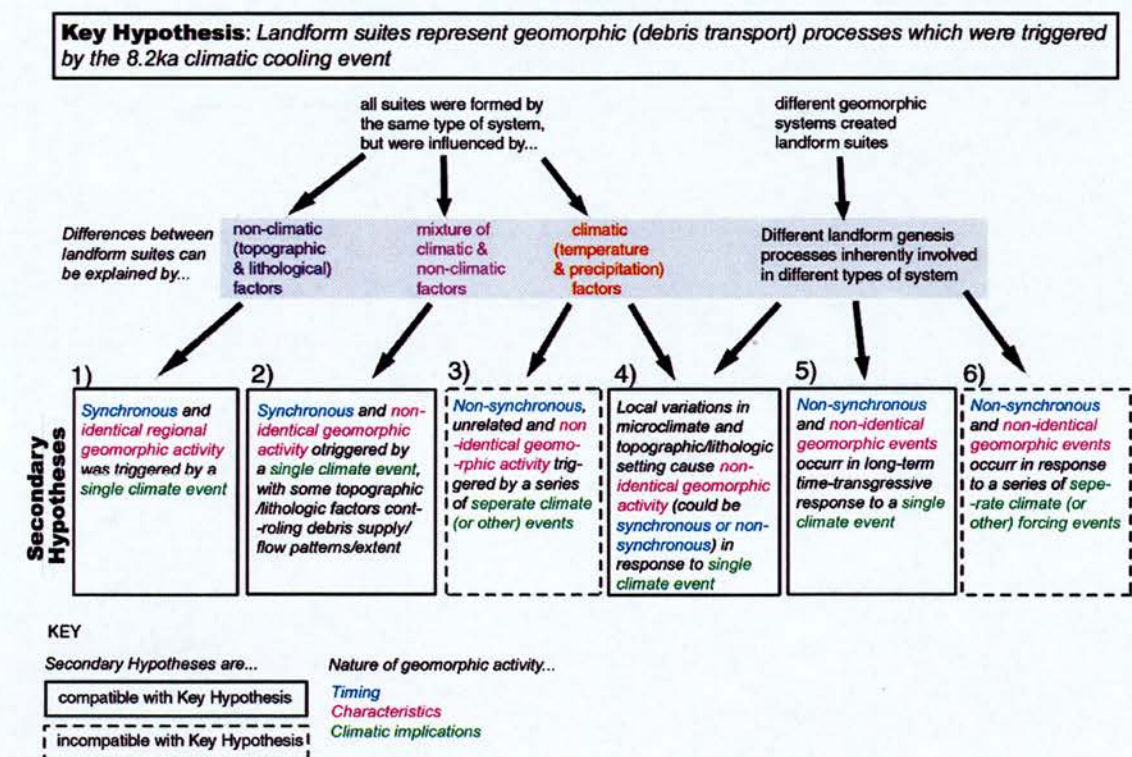 Key Hypothesis: Landform suites represent geomorphic (debris transport) processes which were triggered
by the 8.2ka climatic cooling event
all suites were formed by
the same type of system,
but were influenced by...
different geomorphic
systems created
landform suites
Differences between
landform suites can
be explained by...
non-climatic
(topographic
& lithological)
factors
mixture of
climatic &
non-climatic
factors
climatic
(temperature
& precipitation)
factors
Different landform genesis
processes inherently involved
in different types of system
Secondary
Hypotheses
1)
Synchronous and
identical regional
geomorphic activity
was triggered by a
single climate event
2)
Synchronous and non-
identical geomorphic
activity otriggered by
a single climate event,
with some topographic
/lithologic factors cont-
-roling debris supply/
flow patterns/extent
3)
Non-synchronous,
unrelated and non
-identical geomo-
-rphic activity trig-
gered by a series
of seperate climate
(or other) events
4)
Local variations in
microclimate and
topographic/lithologic
setting cause non-
identical geomorphic
activity (could be
synchronous or non-
synchronous) in
response to single
climate event
5)
Non-synchronous
and non-identical
geomorphic events
occurr in long-term
time-transgressive
response to a single
climate event
6)
Non-synchronous
and non-identical
geomorphic events
occur in response
to a series of sepe-
-rate climate (or
other) forcing events
KEY
Secondary Hypotheses are...
compatible with Key Hypothesis
incompatible with Key Hypothesis
Nature of geomorphic activity...
Timing
Characteristics
Climatic implications